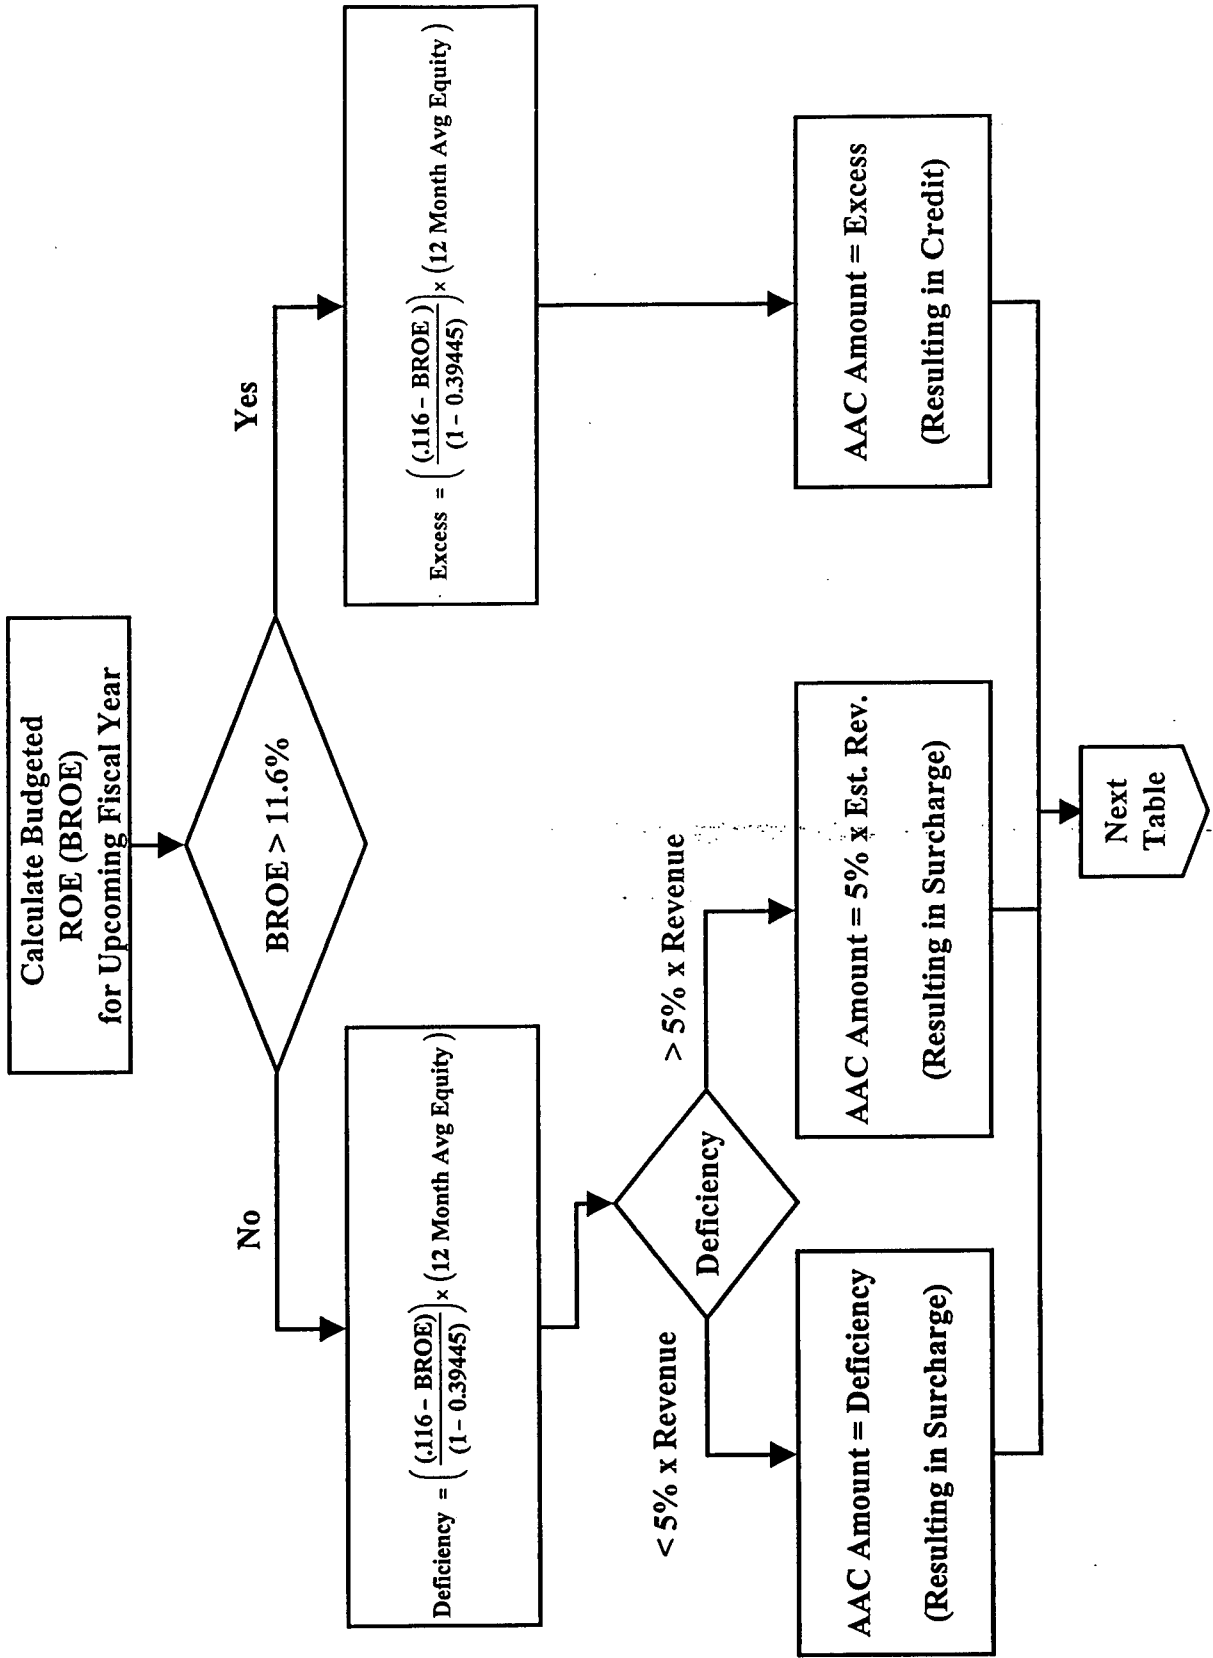 Calculate Budgeted
ROE (BROE)
for Upcoming Fiscal Year
BROE > 11.6%
No
Yes
Deficiency = ((.116 – BROE) / (1 – 0.39445)) × (12 Month Avg Equity)
Excess = ((.116 – BROE) / (1 – 0.39445)) × (12 Month Avg Equity)
Deficiency
< 5% x Revenue
> 5% x Revenue
AAC Amount = Deficiency
(Resulting in Surcharge)
AAC Amount = 5% x Est. Rev.
(Resulting in Surcharge)
AAC Amount = Excess
(Resulting in Credit)
Next
Table